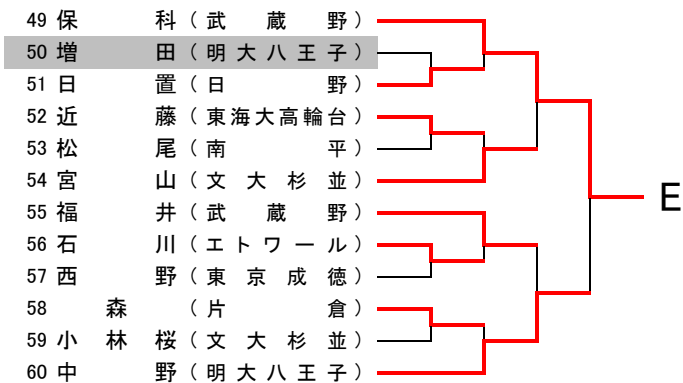 49 保科(武蔵野)
50 増田(明大八王子)
51 日置(日野)
52 近藤(東海大高輪台)
53 松尾(南平)
54 宮山(文大杉並)
E
55 福井(武蔵野)
56 石川(エトワール)
57 西野(東京成徳)
58 森(片倉)
59 小林桜(文大杉並)
60 中野(明大八王子)